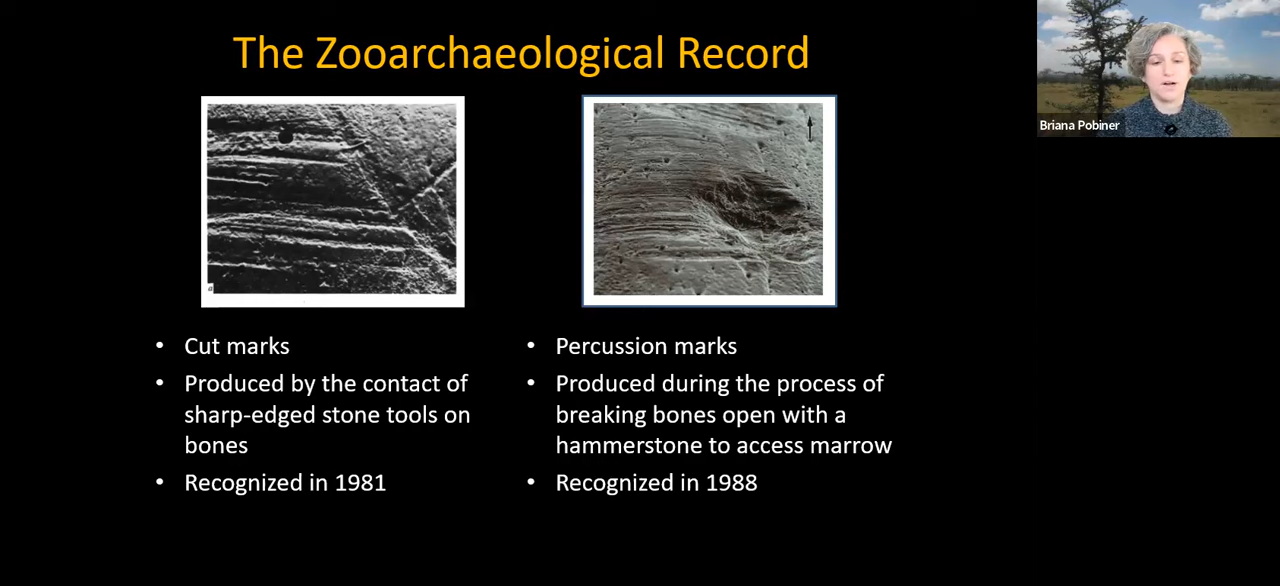 The Zooarchaeological Record
Briana Pobiner
a
• Cut marks
• Produced by the contact of
sharp-edged stone tools on
bones
• Recognized in 1981
• Percussion marks
• Produced during the process of
breaking bones open with a
hammerstone to access marrow
• Recognized in 1988